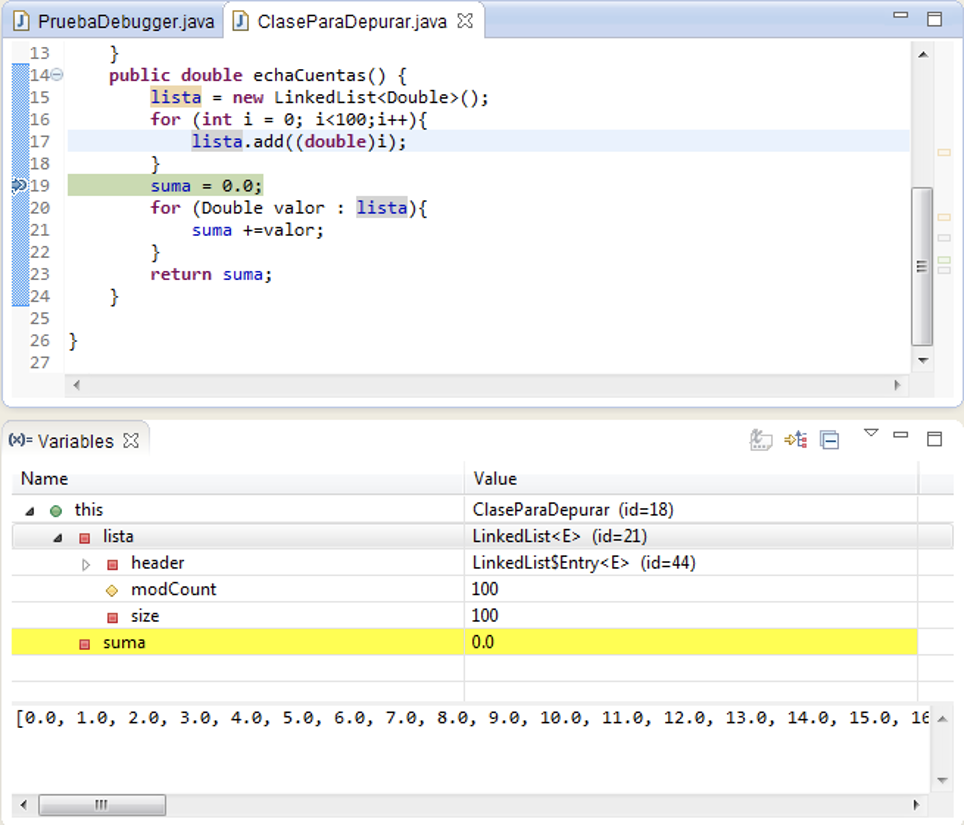 PruebaDebugger.java ClaseParaDepurar.java
13 }
14 public double echaCuentas() {
15 lista = new LinkedList<Double>();
16 for (int i = 0; i<100;i++){
17 lista.add((double)i);
18 }
19 suma = 0.0;
20 for (Double valor : lista){
21 suma +=valor;
22 }
23 return suma;
24 }
25
26 }
27
(x)= Variables
Name Value
this ClaseParaDepurar (id=18)
lista LinkedList<E> (id=21)
header LinkedList$Entry<E> (id=44)
modCount 100
size 100
suma 0.0
[0.0, 1.0, 2.0, 3.0, 4.0, 5.0, 6.0, 7.0, 8.0, 9.0, 10.0, 11.0, 12.0, 13.0, 14.0, 15.0, 16